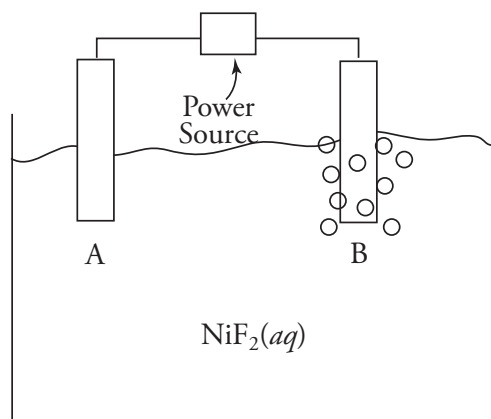 Power
Source
A
B
NiF₂(aq)